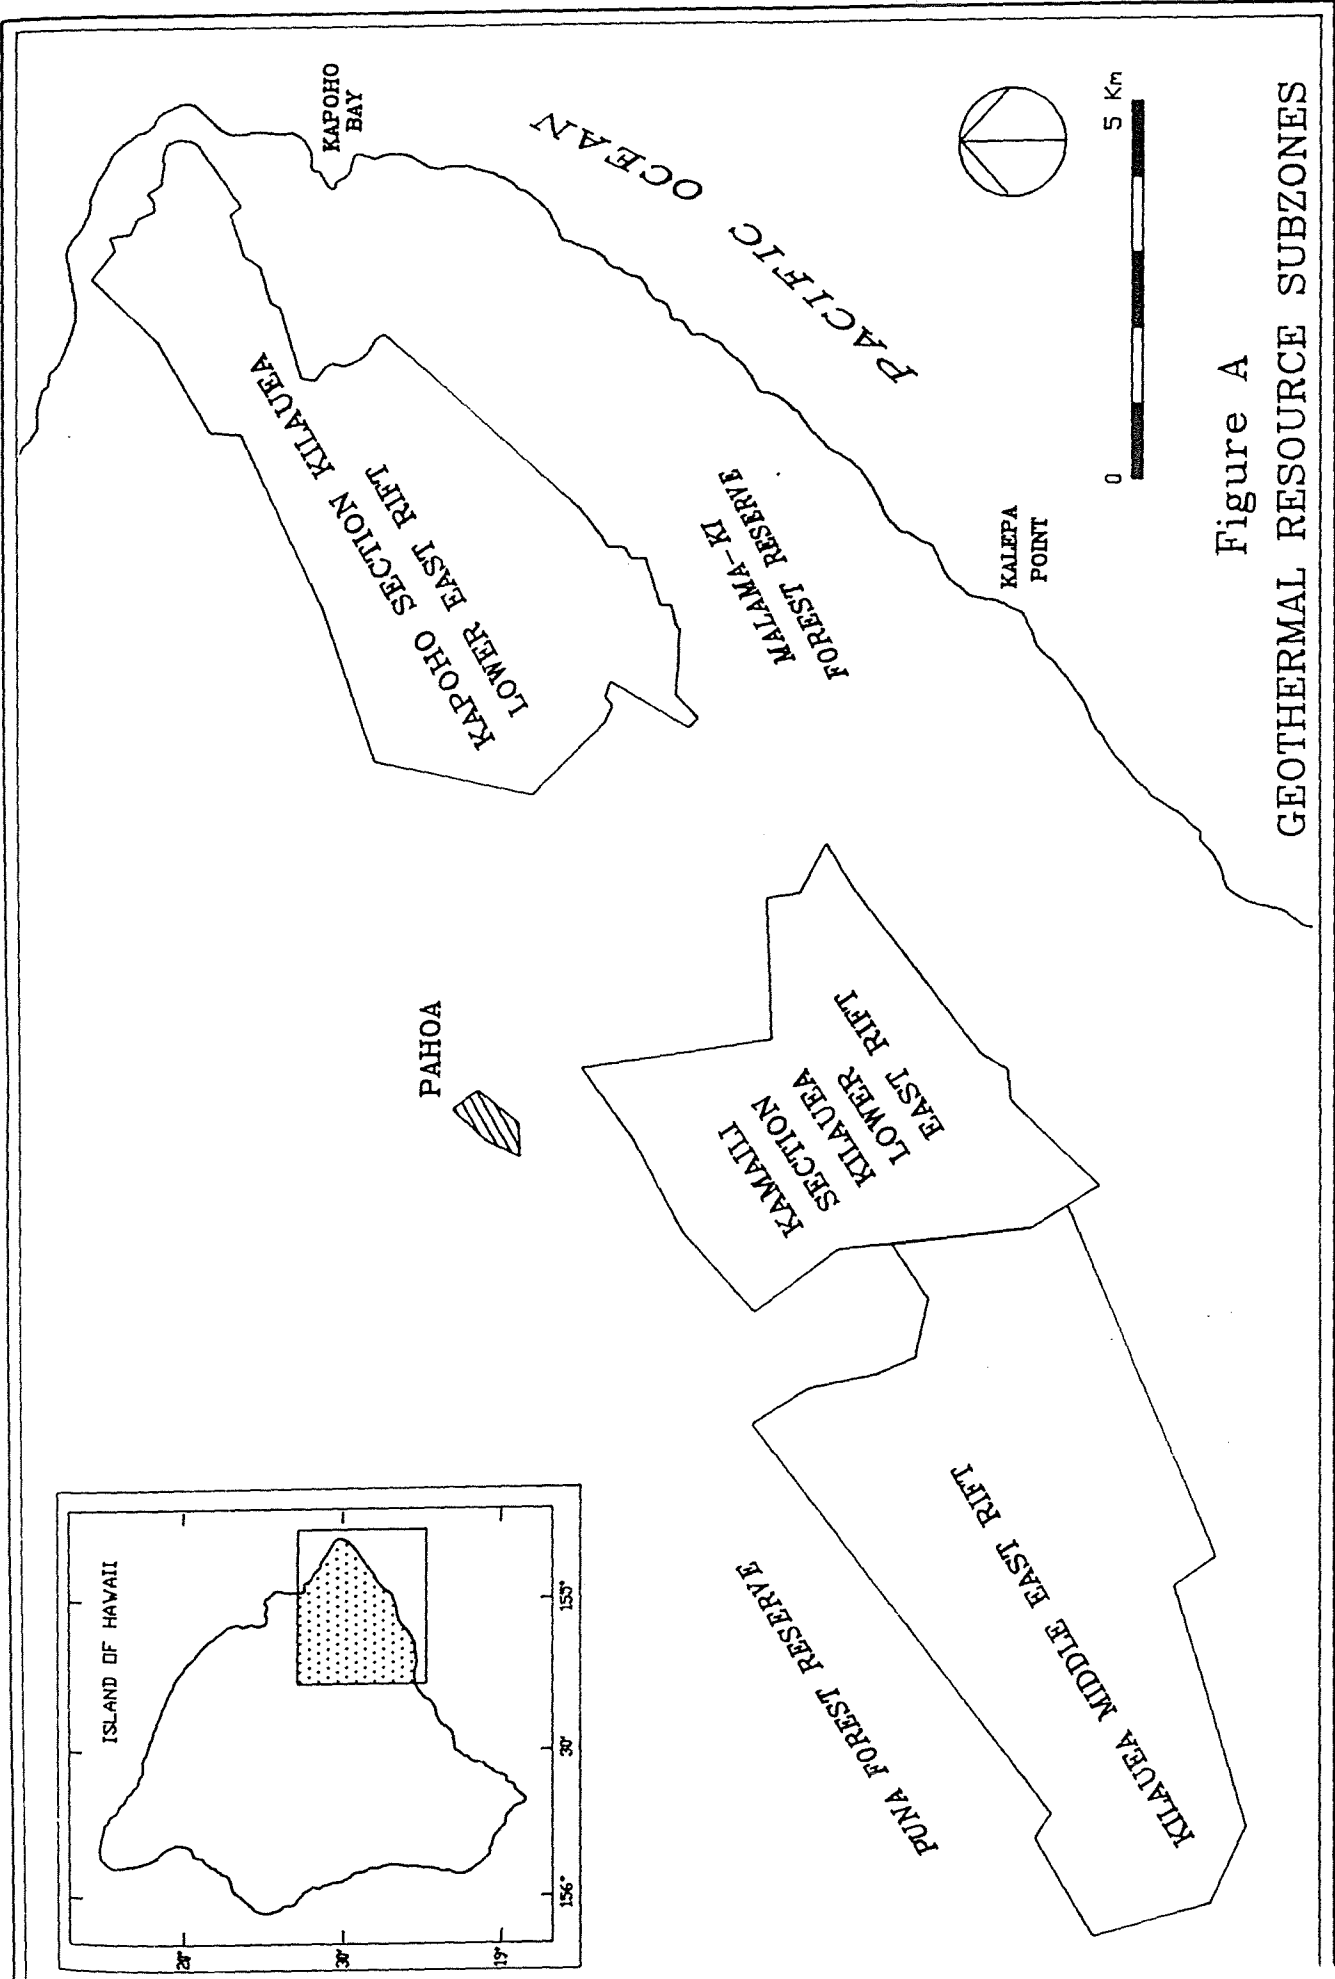 ISLAND OF HAWAII
20°
30'
19°
156°
30'
155°
PAHOA
KAPOHO
BAY
KAPOHO SECTION KILAUEA
LOWER EAST RIFT
PACIFIC OCEAN
MALAMA-KI
FOREST RESERVE
KALEPA
POINT
KAMAILI
SECTION
KILAUEA
LOWER
EAST RIFT
PUNA FOREST RESERVE
KILAUEA MIDDLE EAST RIFT
0 5 Km
Figure A
GEOTHERMAL RESOURCE SUBZONES